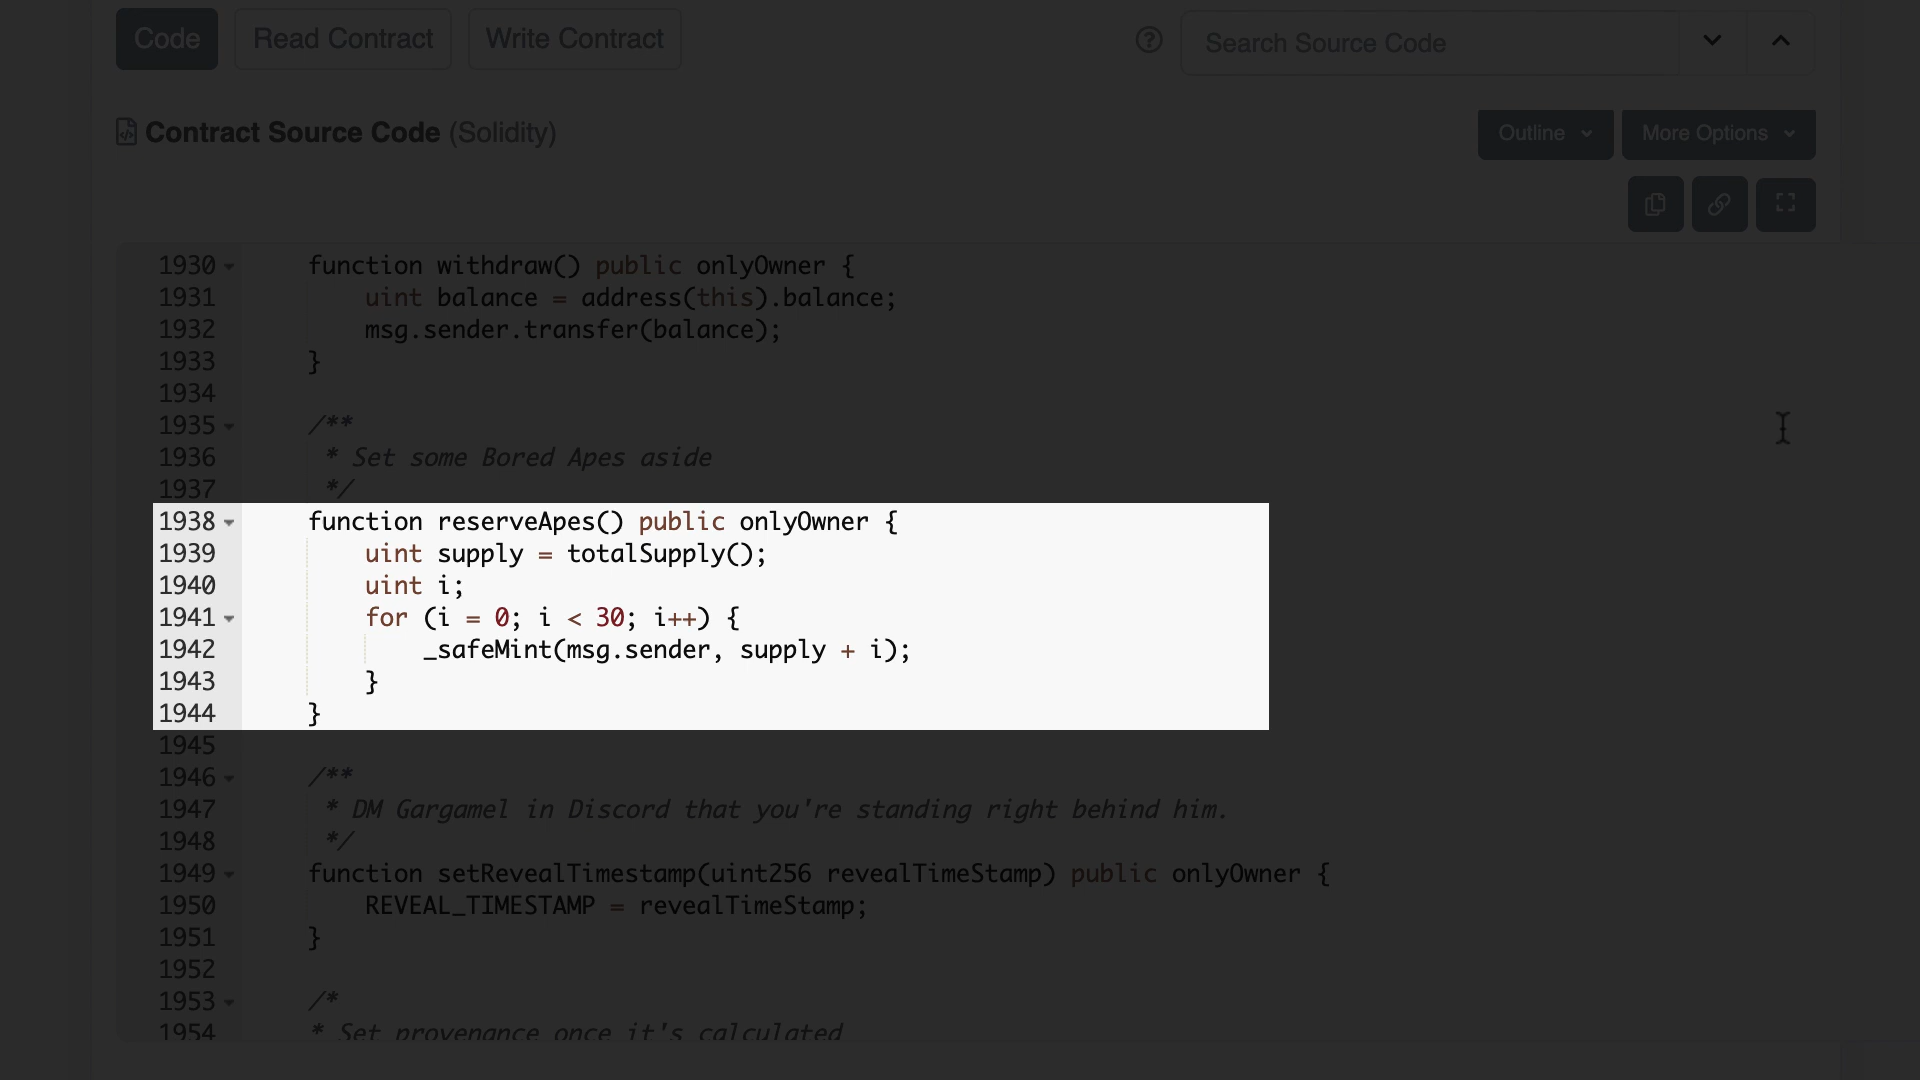 Code Read Contract Write Contract Search Source Code
Contract Source Code (Solidity) Outline More Options
1930 function withdraw() public onlyOwner {
1931 uint balance = address(this).balance;
1932 msg.sender.transfer(balance);
1933 }
1934
1935 /**
1936 * Set some Bored Apes aside
1937 */
1938 function reserveApes() public onlyOwner {
1939 uint supply = totalSupply();
1940 uint i;
1941 for (i = 0; i < 30; i++) {
1942 _safeMint(msg.sender, supply + i);
1943 }
1944 }
1945
1946 /**
1947 * DM Gargamel in Discord that you're standing right behind him.
1948 */
1949 function setRevealTimestamp(uint256 revealTimeStamp) public onlyOwner {
1950 REVEAL_TIMESTAMP = revealTimeStamp;
1951 }
1952
1953 /*
1954 * Set provenance once it's calculated